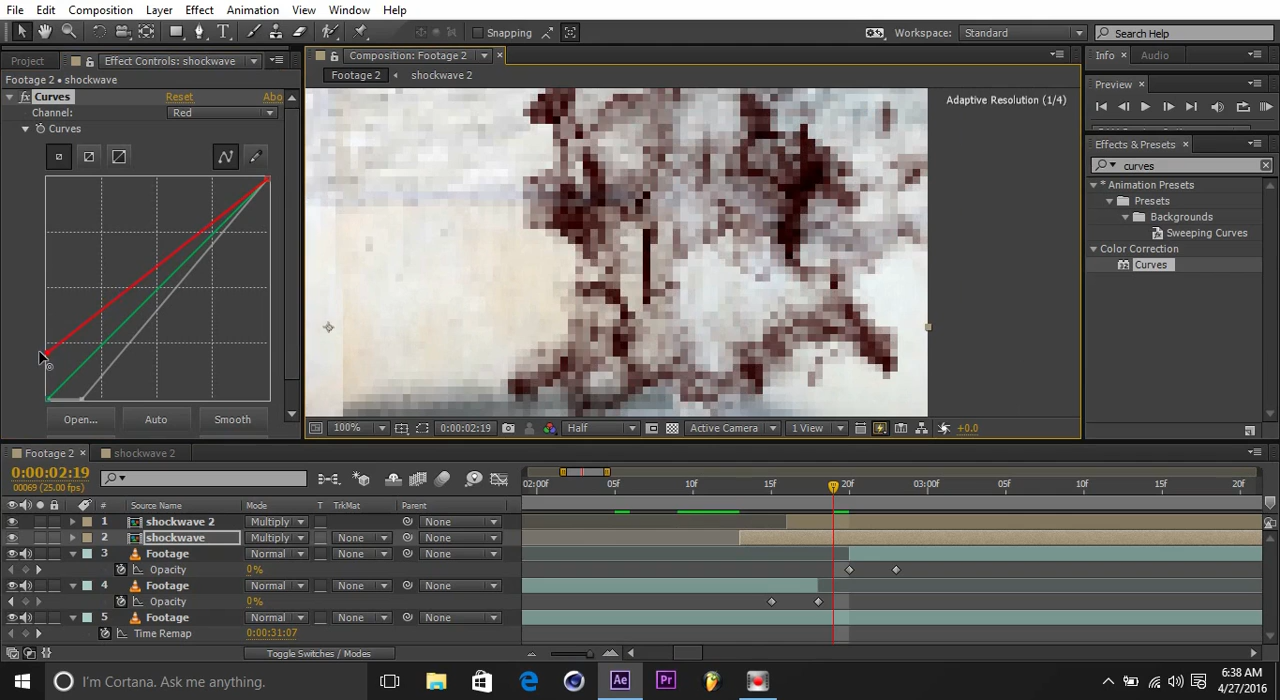 File Edit Composition Layer Effect Animation View Window Help
Snapping Workspace: Standard Search Help
Project Effect Controls: shockwave Composition: Footage 2 Info Audio
Footage 2 • shockwave Footage 2 shockwave 2
fx Curves Reset Abo Adaptive Resolution (1/4) Preview
Channel: Red
Curves
Effects & Presets
curves
* Animation Presets
Presets
Backgrounds
Sweeping Curves
Color Correction
Curves
Open... Auto Smooth
100% 0:00:02:19 Half Active Camera 1 View +0.0
Footage 2 shockwave 2
0:00:02:19
00069 (25.00 fps)
02:00f 05f 10f 15f 20f 03:00f 05f 10f 15f 20f
# Source Name Mode T TrkMat Parent
1 shockwave 2 Multiply None
2 shockwave Multiply None None
3 Footage Normal None None
Opacity 0%
4 Footage Normal None None
Opacity 0%
5 Footage Normal None None
Time Remap 0:00:31:07
Toggle Switches / Modes
I'm Cortana. Ask me anything. Ae Pr 6:38 AM
4/27/2016